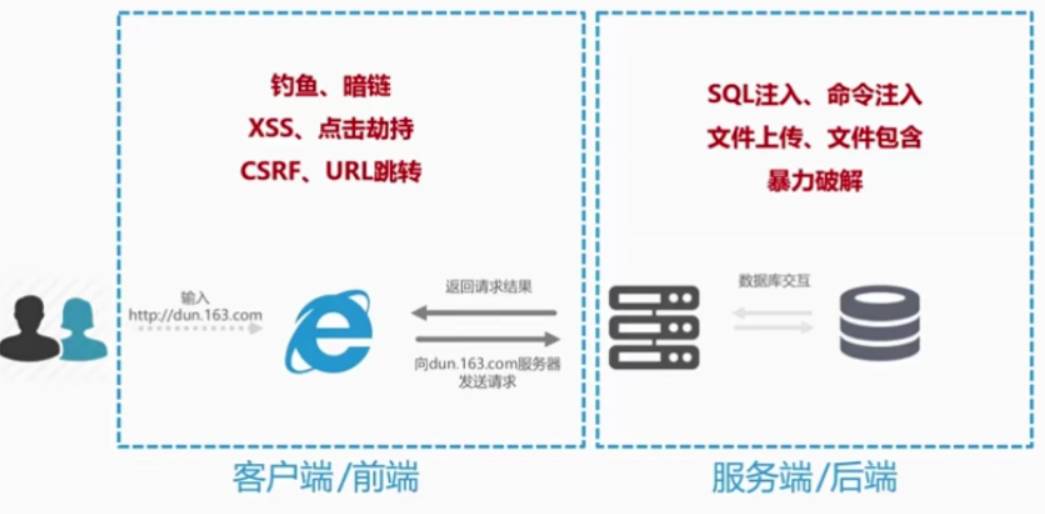 钓鱼、暗链
XSS、点击劫持
CSRF、URL跳转
SQL注入、命令注入
文件上传、文件包含
暴力破解
输入
http://dun.163.com
返回请求结果
向dun.163.com服务器
发送请求
数据库交互
客户端/前端
服务端/后端